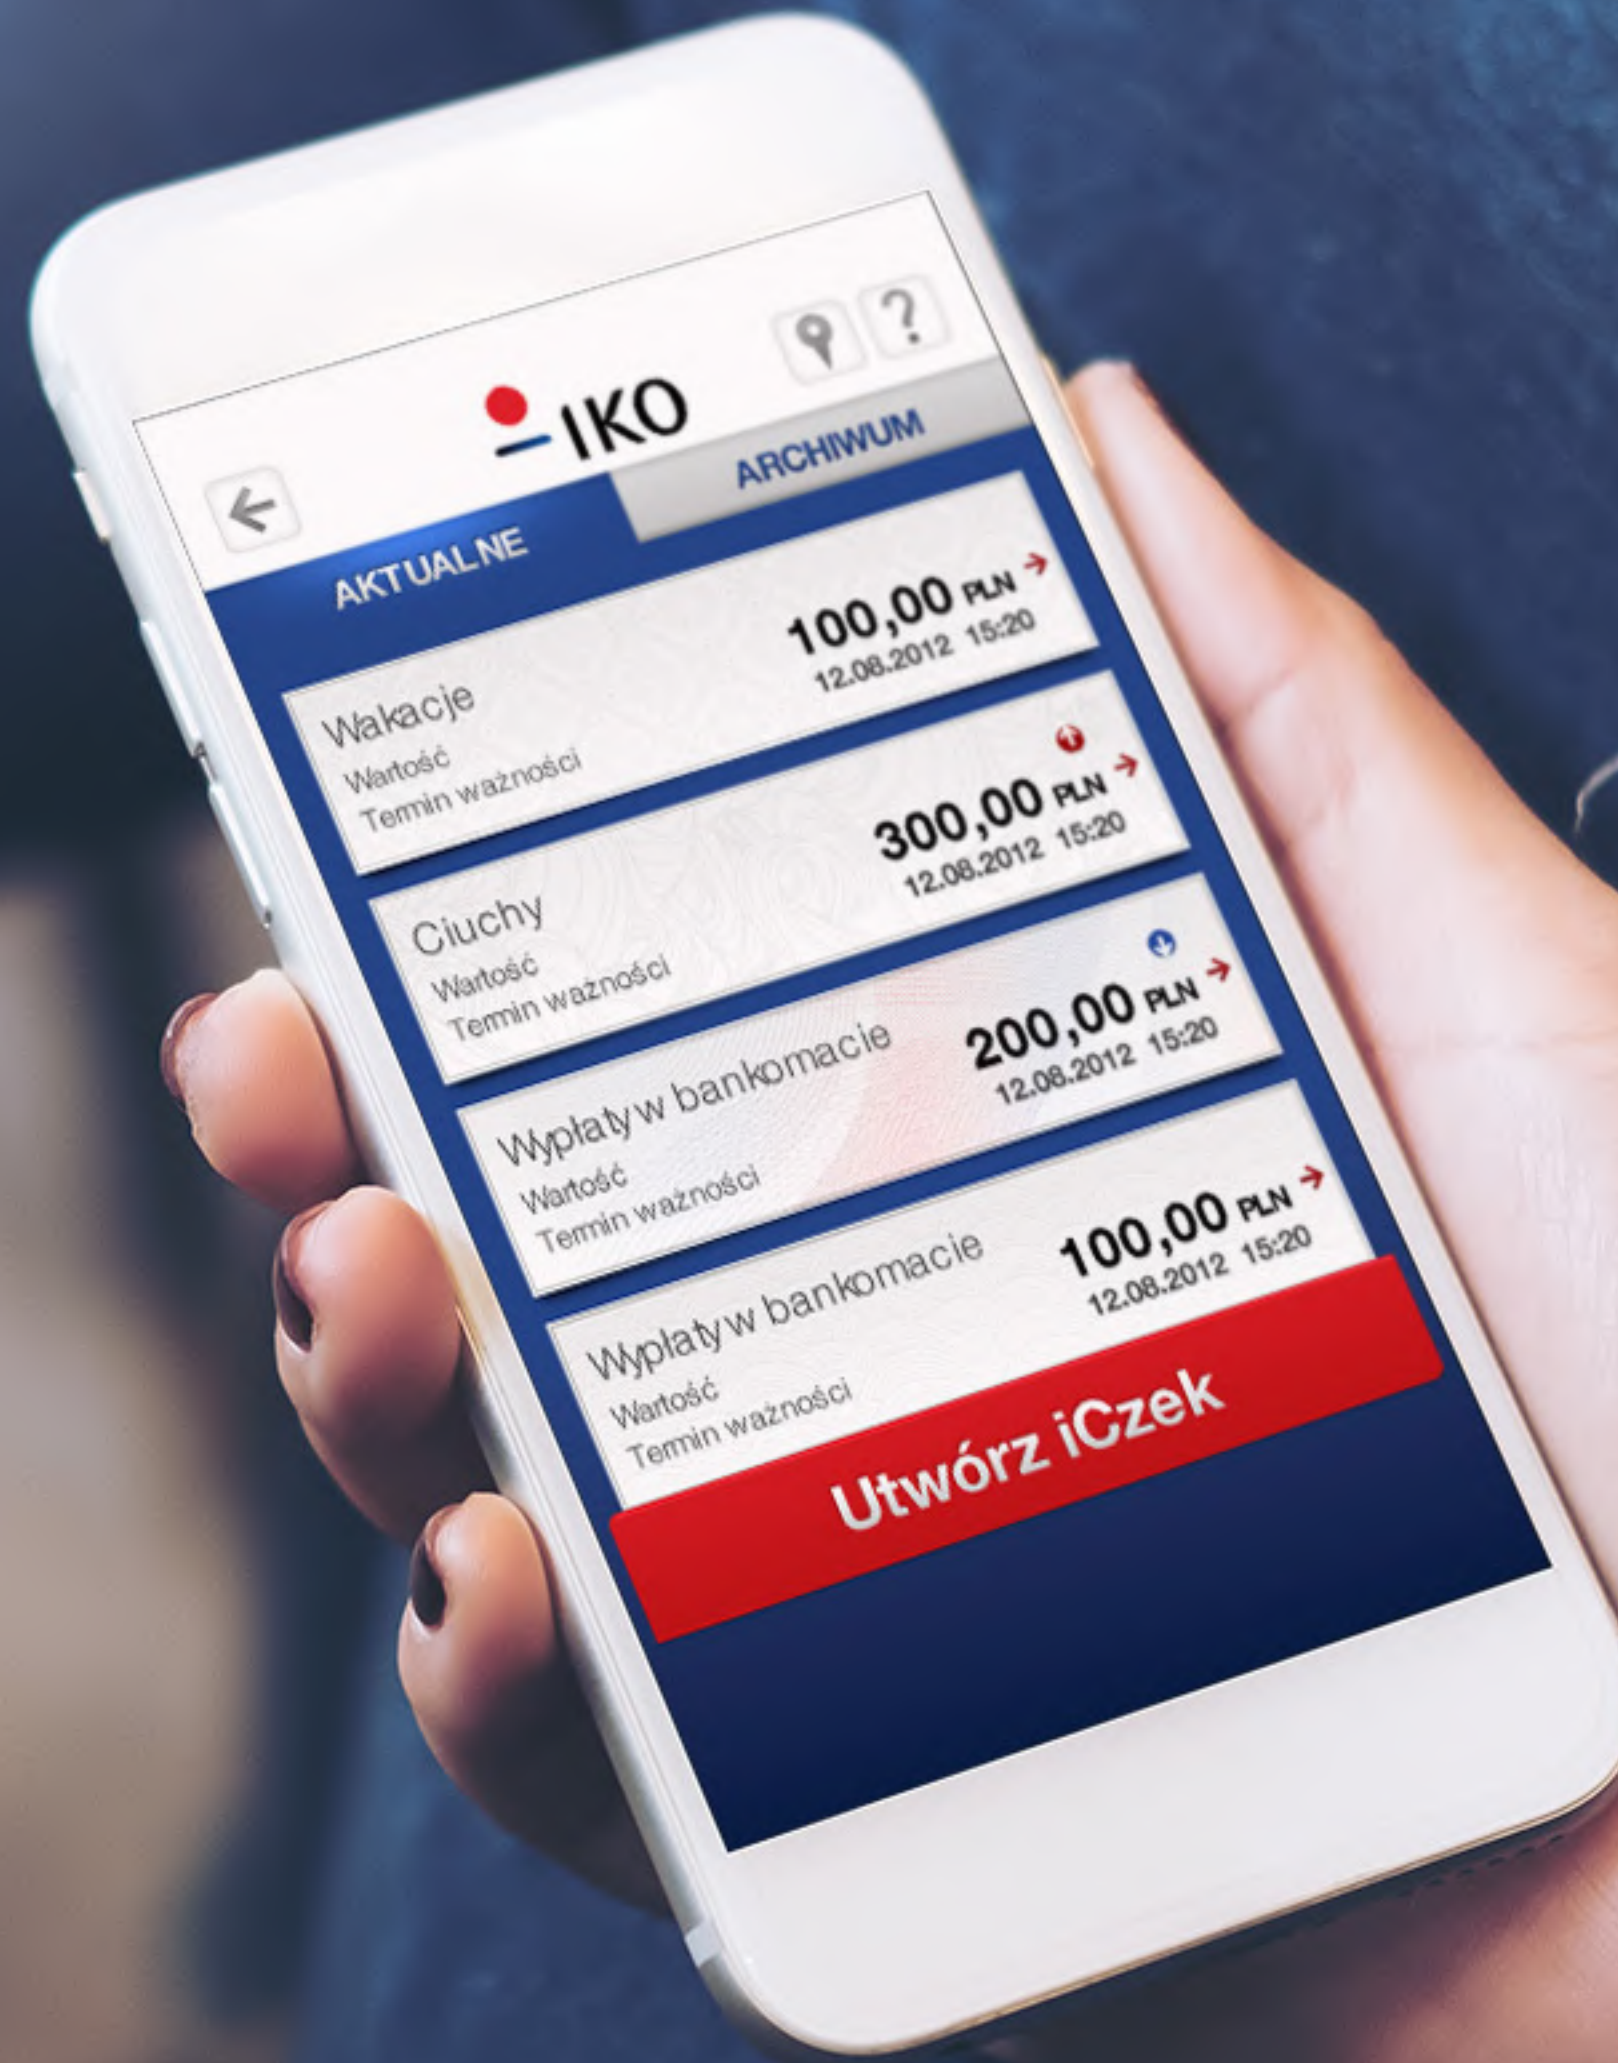 IKO
?
AKTUALNE
ARCHIWUM
Wakacje
Wartość 100,00 PLN
Termin ważności 12.08.2012 15:20
Ciuchy
Wartość 300,00 PLN
Termin ważności 12.08.2012 15:20
Wypłaty w bankomacie
Wartość 200,00 PLN
Termin ważności 12.08.2012 15:20
Wypłaty w bankomacie
Wartość 100,00 PLN
Termin ważności 12.08.2012 15:20
Utwórz iCzek